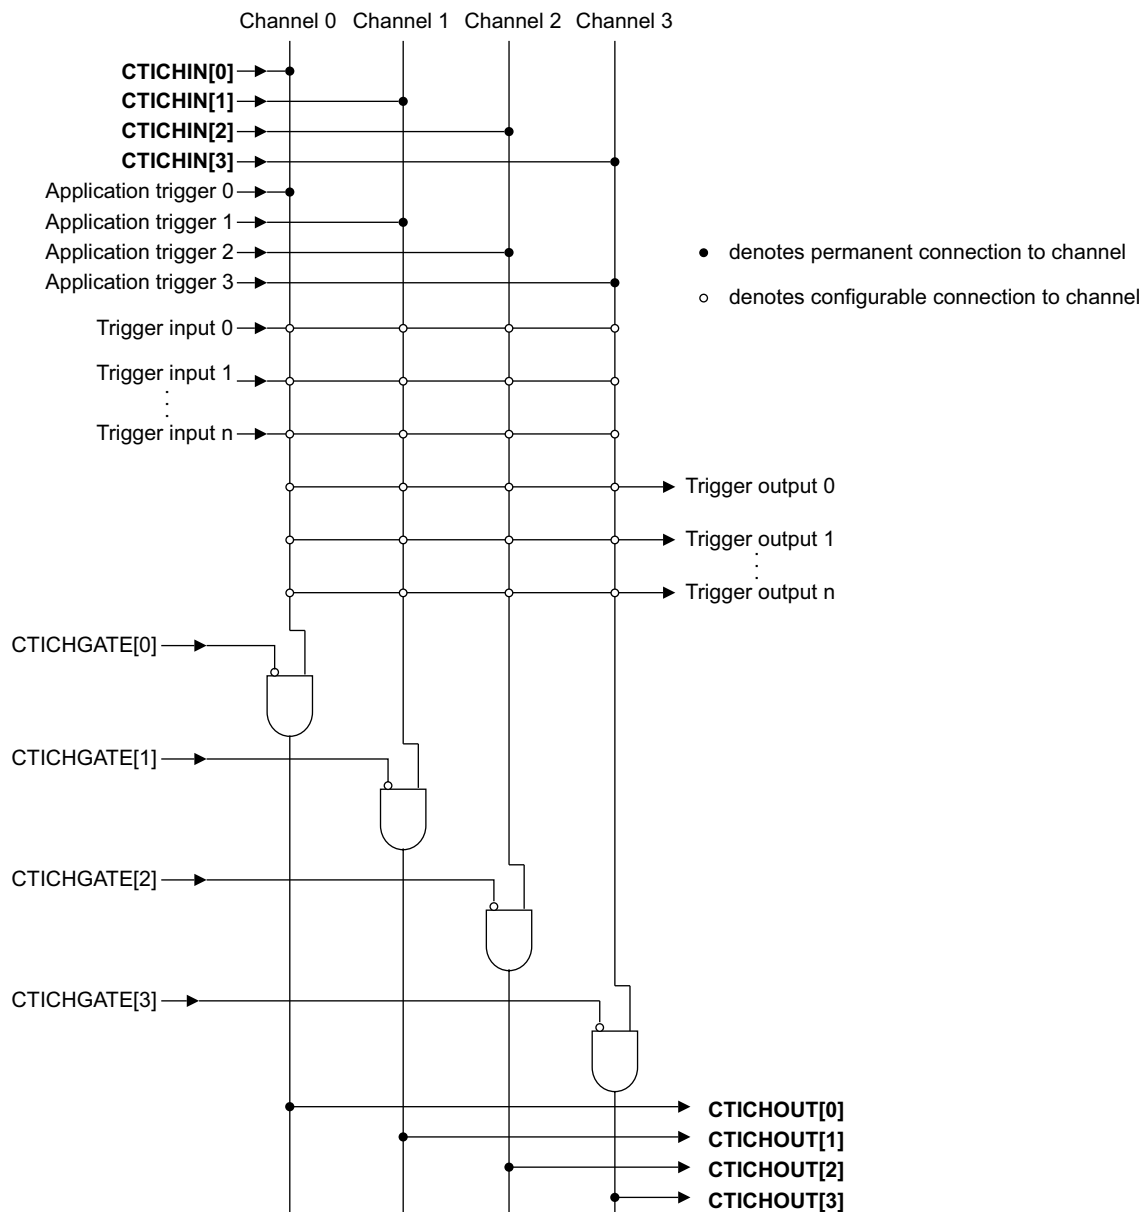 Channel 0 Channel 1 Channel 2 Channel 3
CTICHIN[0]
CTICHIN[1]
CTICHIN[2]
CTICHIN[3]
Application trigger 0
Application trigger 1
Application trigger 2
Application trigger 3
denotes permanent connection to channel
denotes configurable connection to channel
Trigger input 0
Trigger input 1
Trigger input n
Trigger output 0
Trigger output 1
Trigger output n
CTICHGATE[0]
CTICHGATE[1]
CTICHGATE[2]
CTICHGATE[3]
CTICHOUT[0]
CTICHOUT[1]
CTICHOUT[2]
CTICHOUT[3]